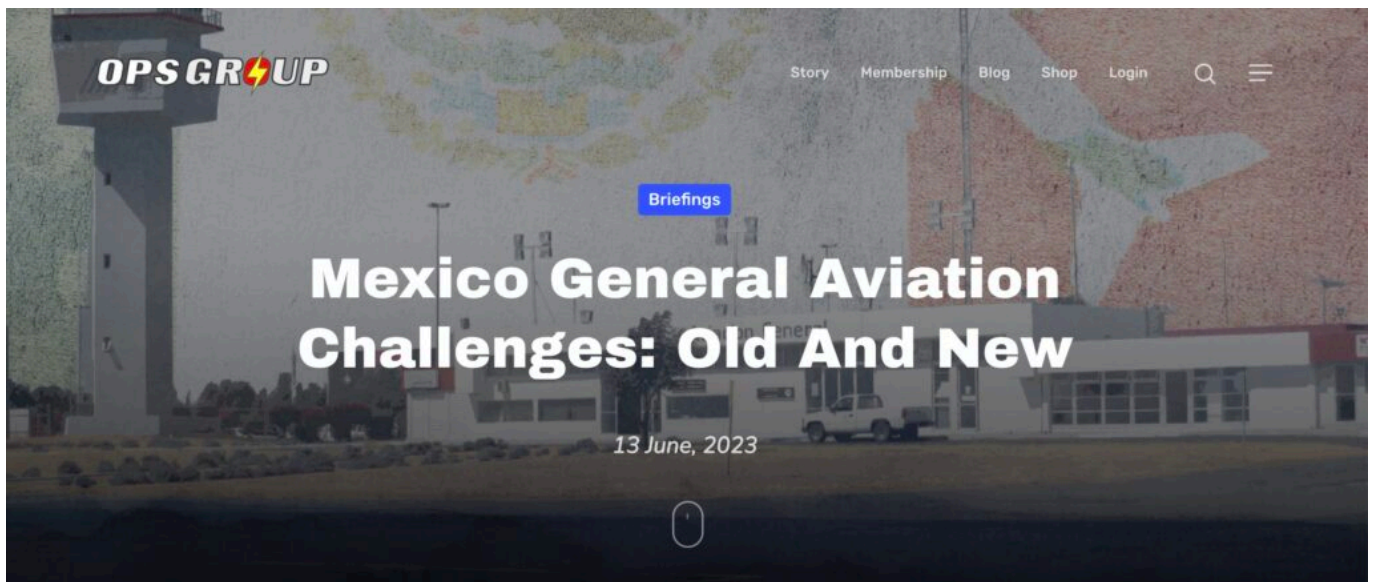 OPSGROUP
Story Membership Blog Shop Login
Briefings
Mexico General Aviation
Challenges: Old And New
13 June, 2023